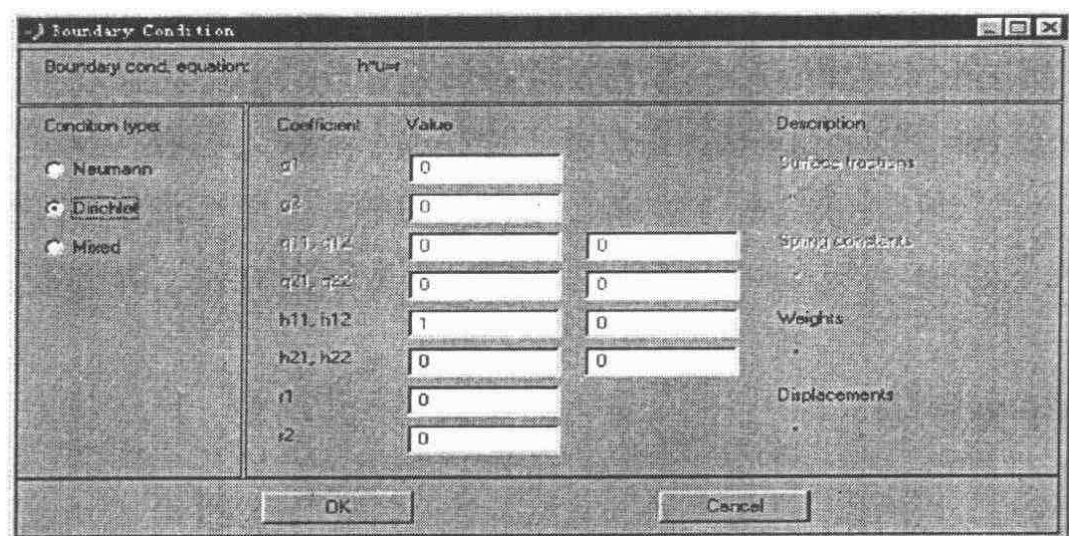 Boundary Condition
Boundary cond. equation: h*u=r
Condition type: Coefficient Value Description
Neumann g1 0 Surface tractions
Dirichlet g2 0 "
Mixed q11, q12 0 0 Spring constants
q21, q22 0 0 "
h11, h12 1 0 Weights
h21, h22 0 0 "
r1 0 Displacements
r2 0 "
OK Cancel